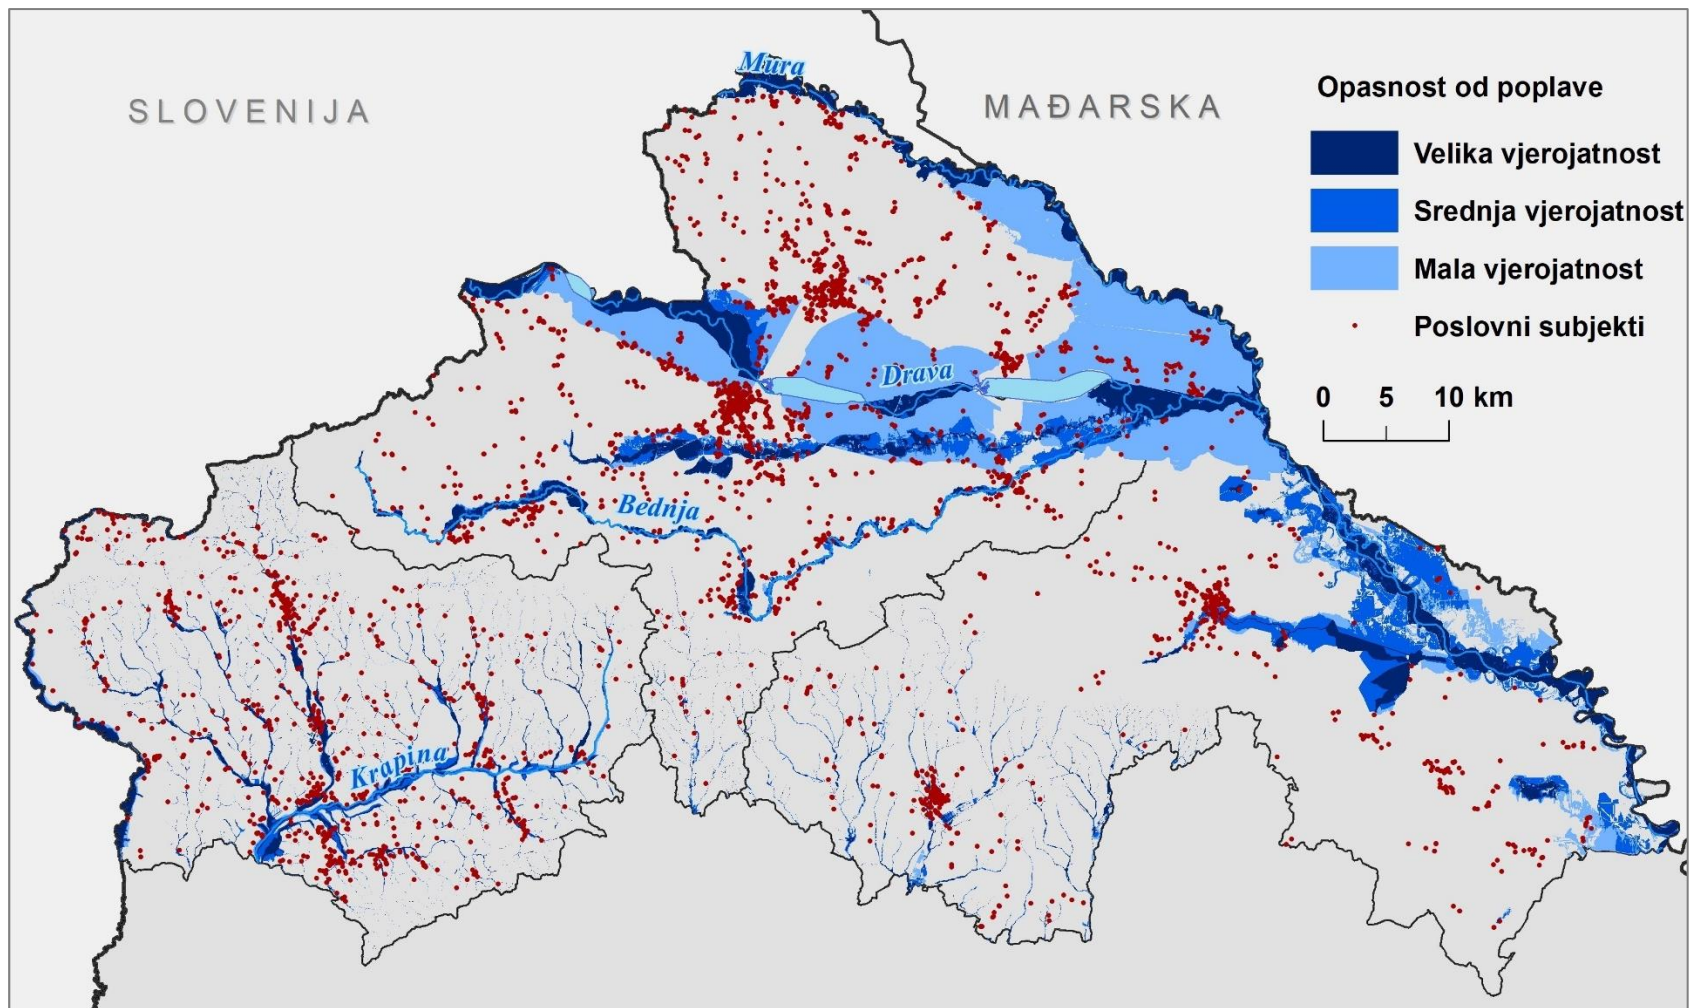 Mura
SLOVENIJA
MAĐARSKA
Opasnost od poplave
Velika vjerojatnost
Srednja vjerojatnost
Mala vjerojatnost
Poslovni subjekti
0 5 10 km
Drava
Bednja
Krapina